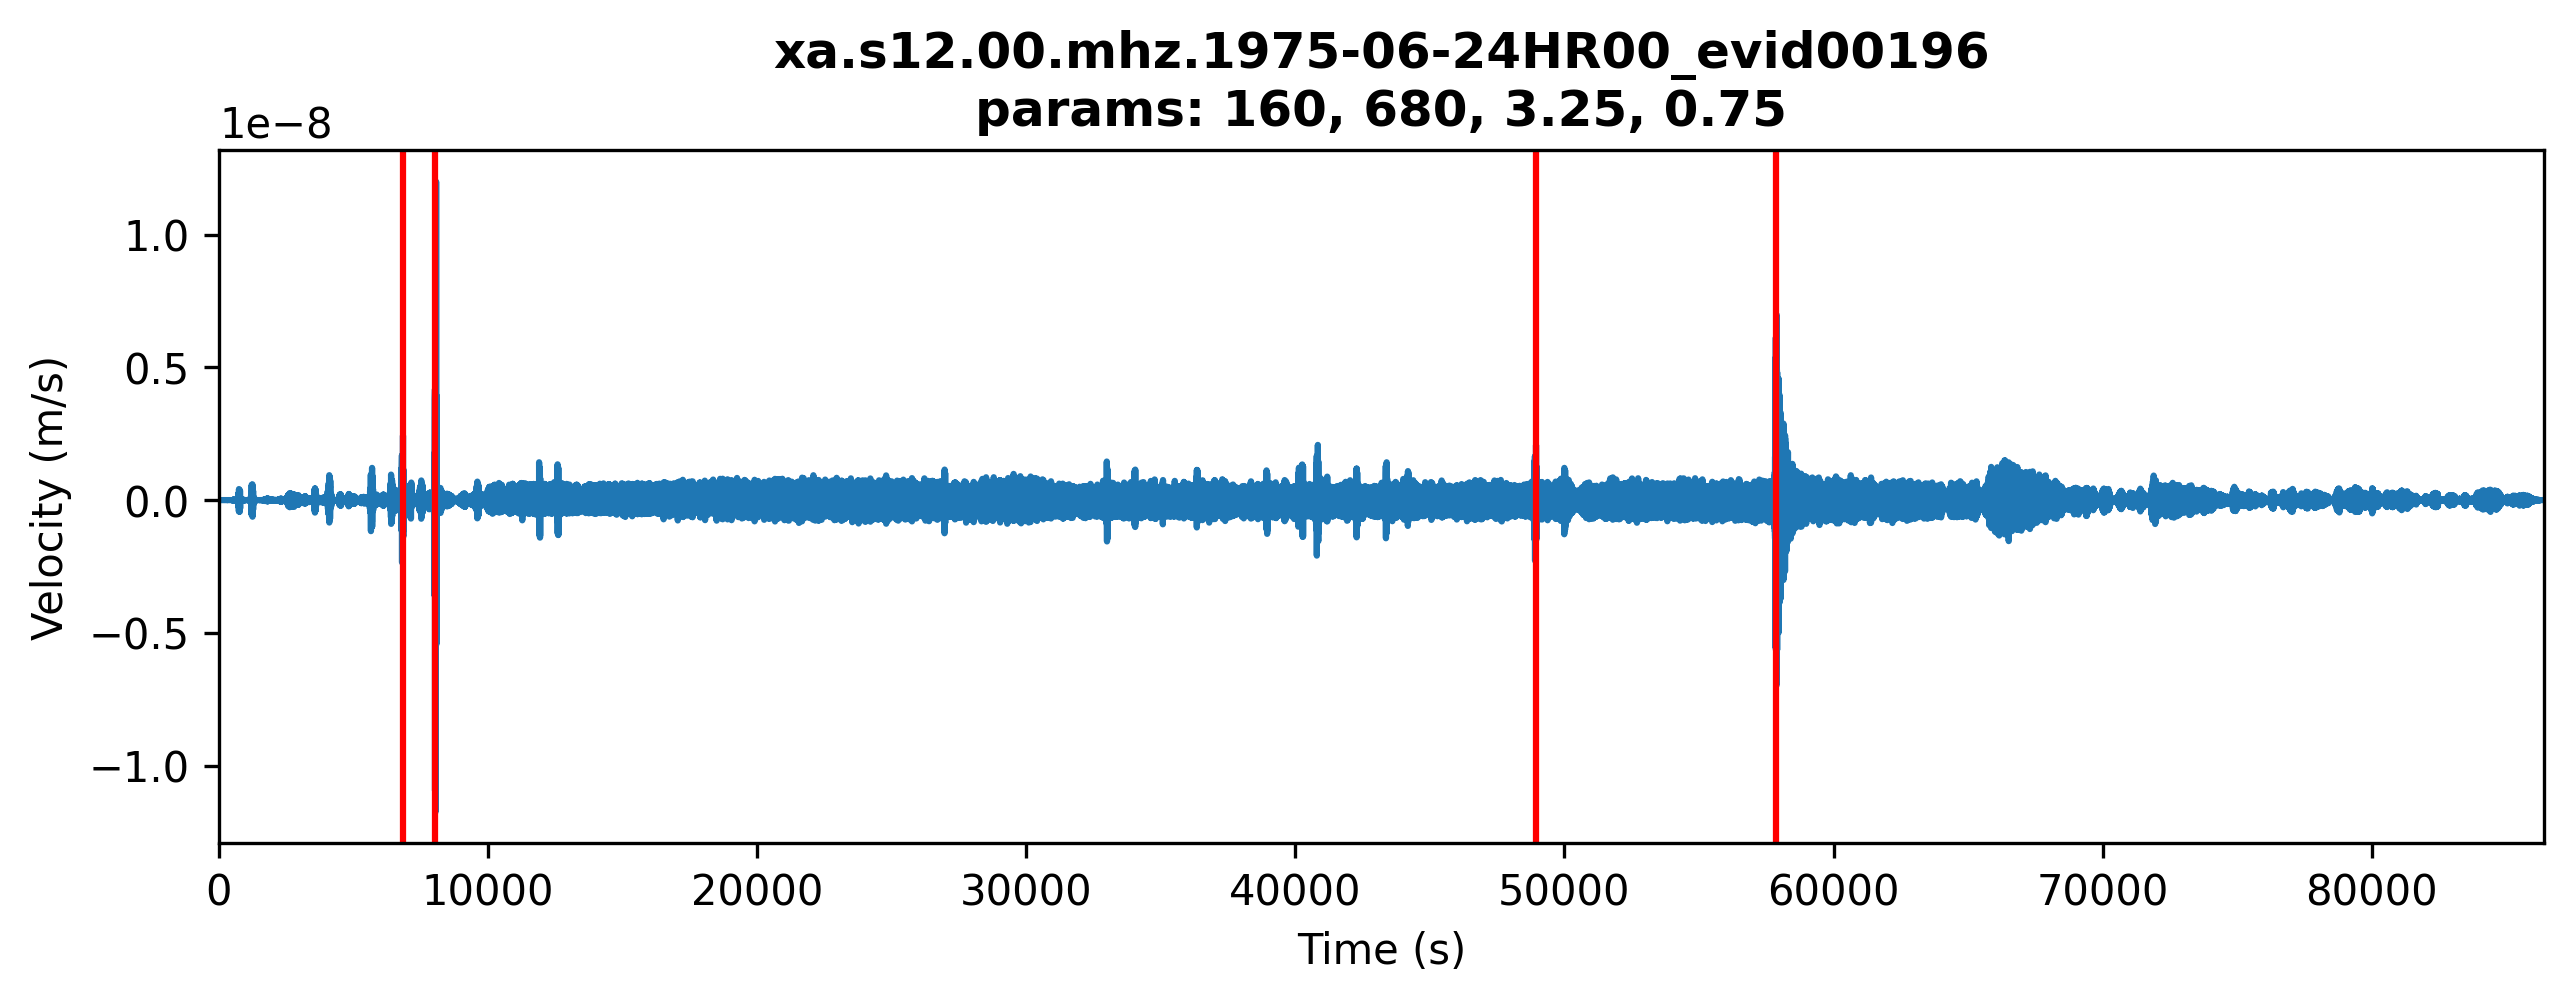 xa.s12.00.mhz.1975-06-24HR00_evid00196
params: 160, 680, 3.25, 0.75
1e−8
1.0
0.5
0.0
−0.5
−1.0
Velocity (m/s)
0 10000 20000 30000 40000 50000 60000 70000 80000
Time (s)